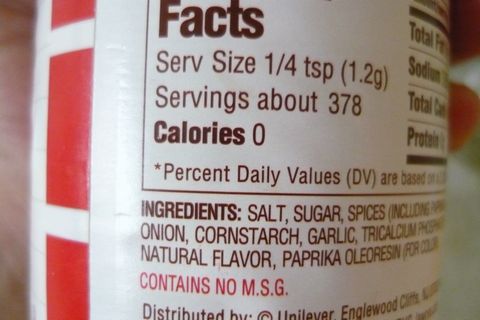 Facts
Serv Size 1/4 tsp (1.2g)
Servings about 378
Calories 0
*Percent Daily Values (DV) are based on a
Total
Sodium
Total
Protein
INGREDIENTS: SALT, SUGAR, SPICES (INCLUDING
ONION, CORNSTARCH, GARLIC, TRICALCIUM
NATURAL FLAVOR, PAPRIKA OLEORESIN (FOR
CONTAINS NO M.S.G.
Distributed by: © Unilever, Englewood Cliffs,